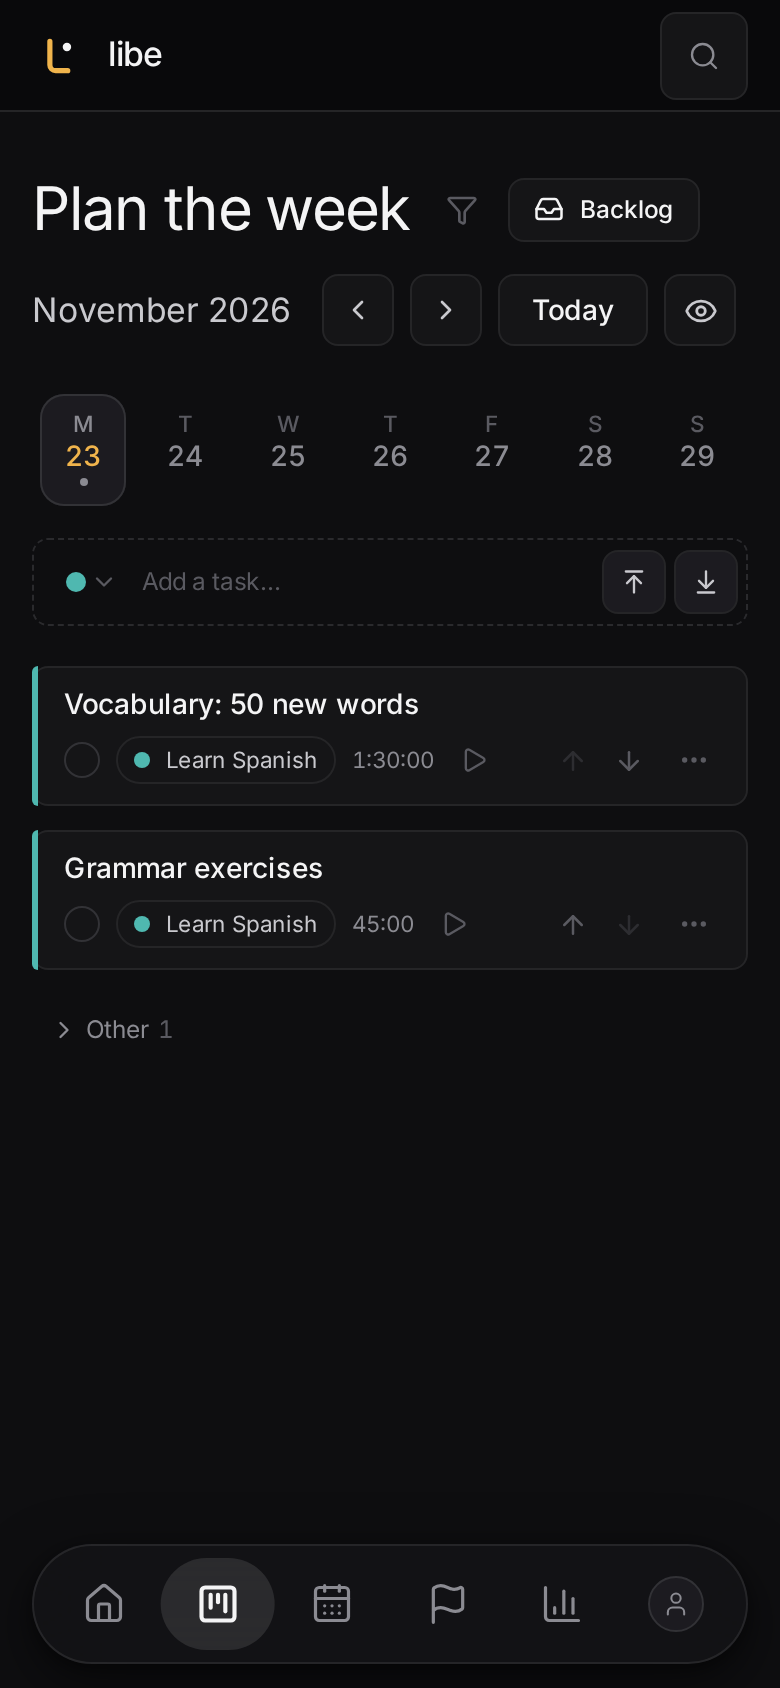 libe
Plan the week
Backlog
November 2026
Today
M T W T F S S
23 24 25 26 27 28 29
Add a task...
Vocabulary: 50 new words
Learn Spanish 1:30:00
Grammar exercises
Learn Spanish 45:00
Other 1